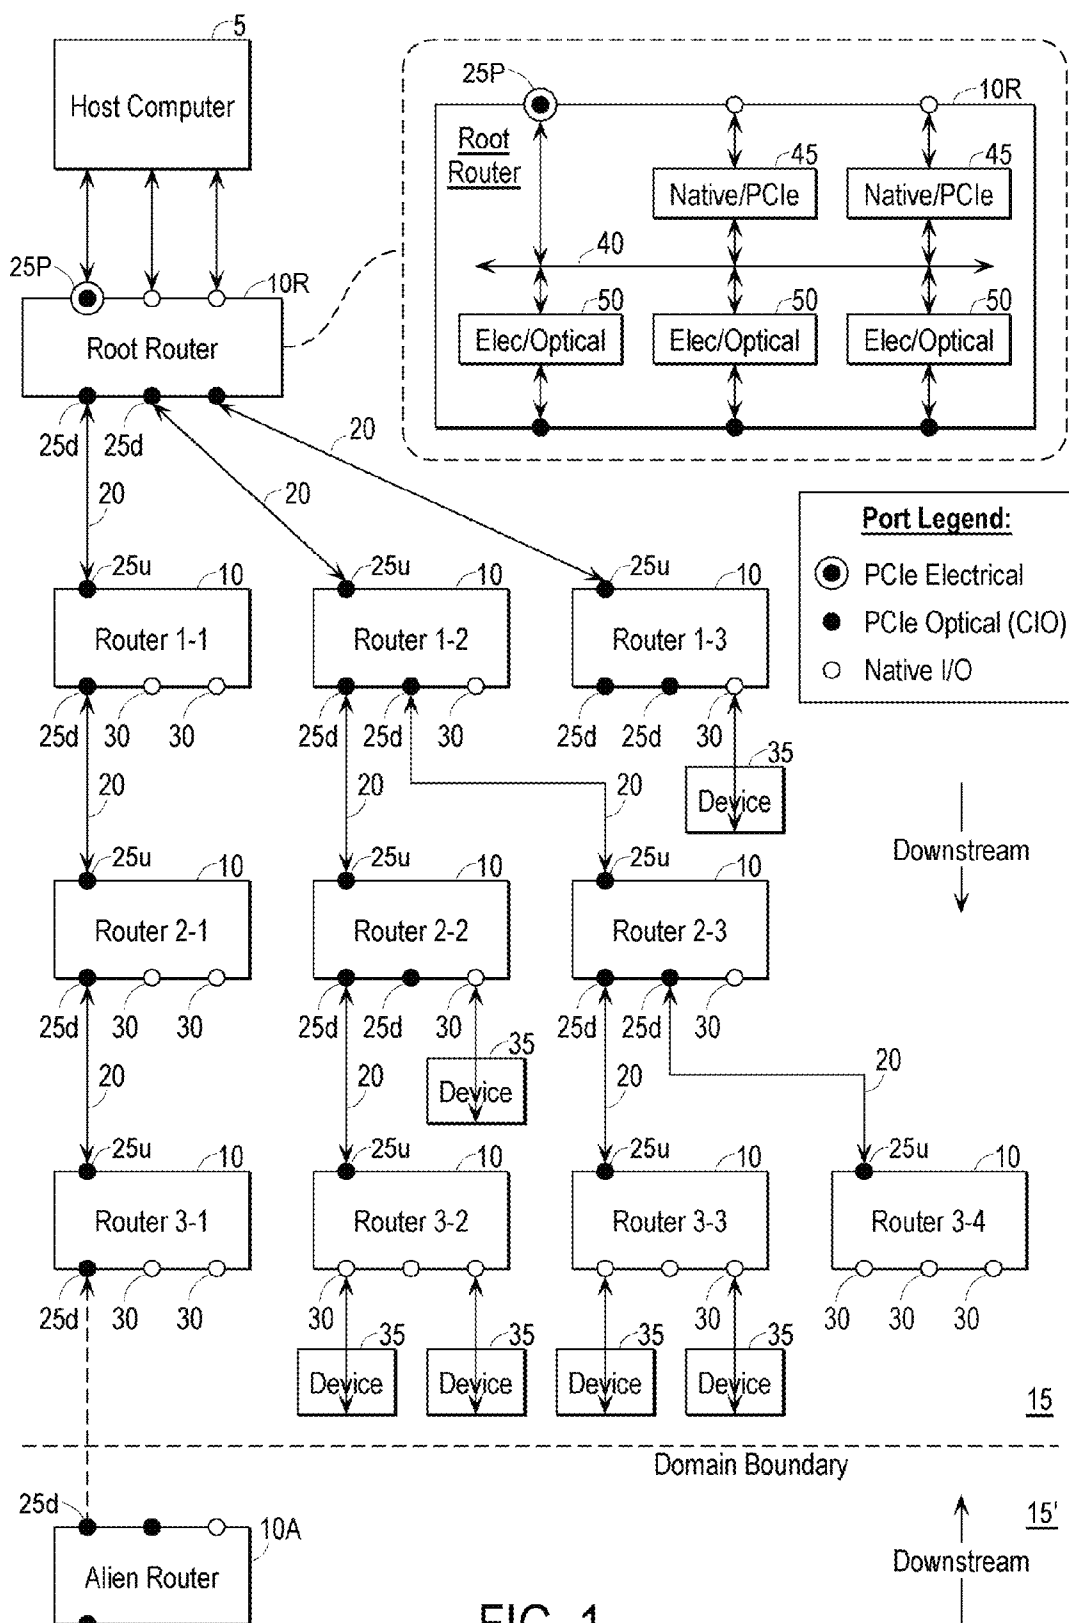 5
Host Computer
25P
10R
Root Router
25d
25d
20
20
20
25P
10R
Root
Router
45
45
Native/PCIe
Native/PCIe
40
50
50
50
Elec/Optical
Elec/Optical
Elec/Optical
Port Legend:
PCIe Electrical
PCIe Optical (CIO)
Native I/O
25u
10
25u
10
25u
10
Router 1-1
Router 1-2
Router 1-3
25d
30
30
25d
25d
30
25d
25d
30
35
Device
20
20
20
Downstream
25u
10
25u
10
25u
10
Router 2-1
Router 2-2
Router 2-3
25d
30
30
25d
25d
30
25d
25d
30
35
Device
20
20
20
20
25u
10
25u
10
25u
10
25u
10
Router 3-1
Router 3-2
Router 3-3
Router 3-4
25d
30
30
30
30
30
30
30
35
35
35
35
Device
Device
Device
Device
15
Domain Boundary
25d
15'
10A
Alien Router
Downstream
FIG. 1